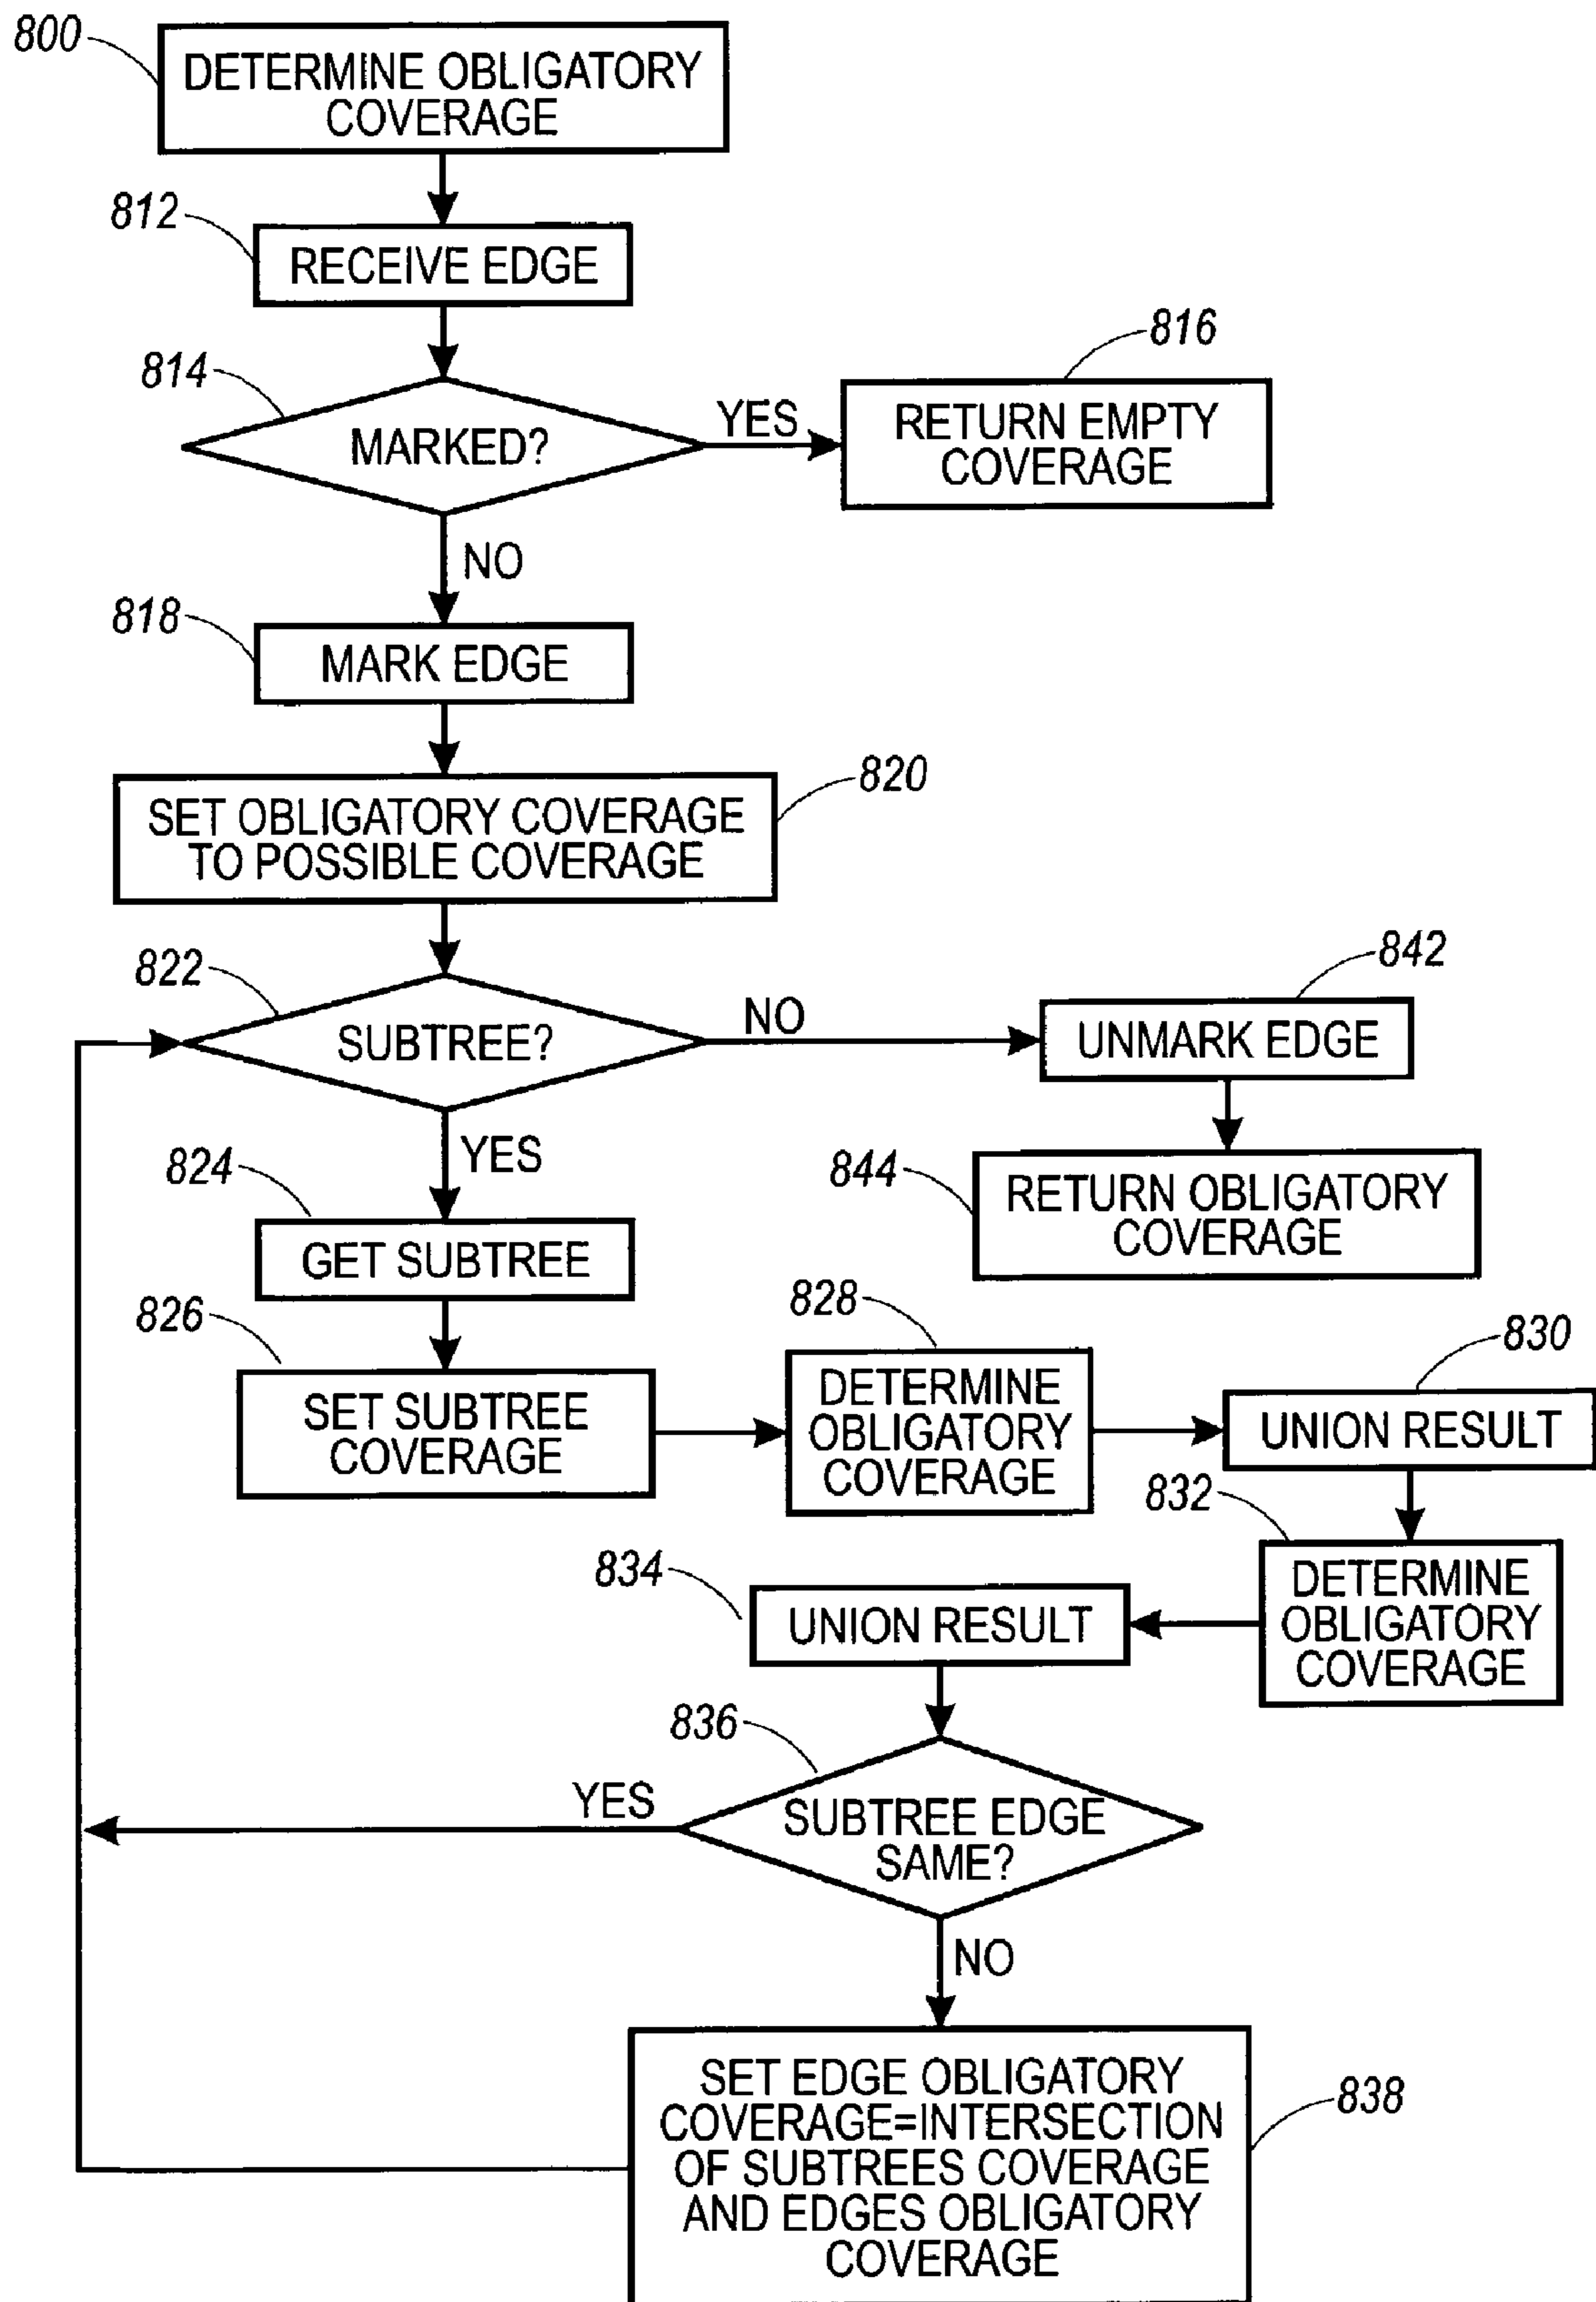 800
DETERMINE OBLIGATORY
COVERAGE
812
RECEIVE EDGE
814
MARKED?
YES
816
RETURN EMPTY
COVERAGE
NO
818
MARK EDGE
820
SET OBLIGATORY COVERAGE
TO POSSIBLE COVERAGE
822
SUBTREE?
NO
842
UNMARK EDGE
844
RETURN OBLIGATORY
COVERAGE
YES
824
GET SUBTREE
826
SET SUBTREE
COVERAGE
828
DETERMINE
OBLIGATORY
COVERAGE
830
UNION RESULT
832
DETERMINE
OBLIGATORY
COVERAGE
834
UNION RESULT
836
SUBTREE EDGE
SAME?
YES
NO
838
SET EDGE OBLIGATORY
COVERAGE=INTERSECTION
OF SUBTREES COVERAGE
AND EDGES OBLIGATORY
COVERAGE